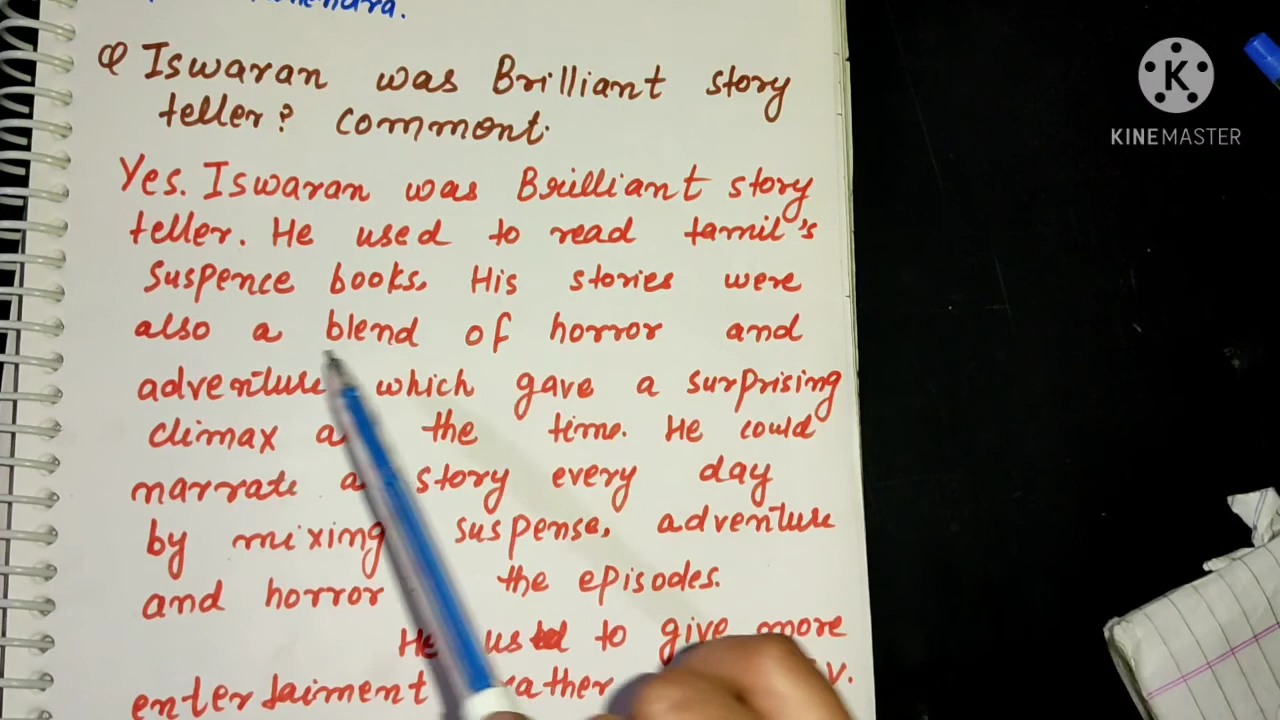 Q Iswaran was Brilliant story
teller? comment.
Yes. Iswaran was Brilliant story
teller. He used to read tamil's
suspence books. His stories were
also a blend of horror and
adventure which gave a surprising
climax the time. He could
narrate a story every day
by mixing suspense, adventure
and horror the episodes.
He used to give more
entertaiment rather
KINEMASTER